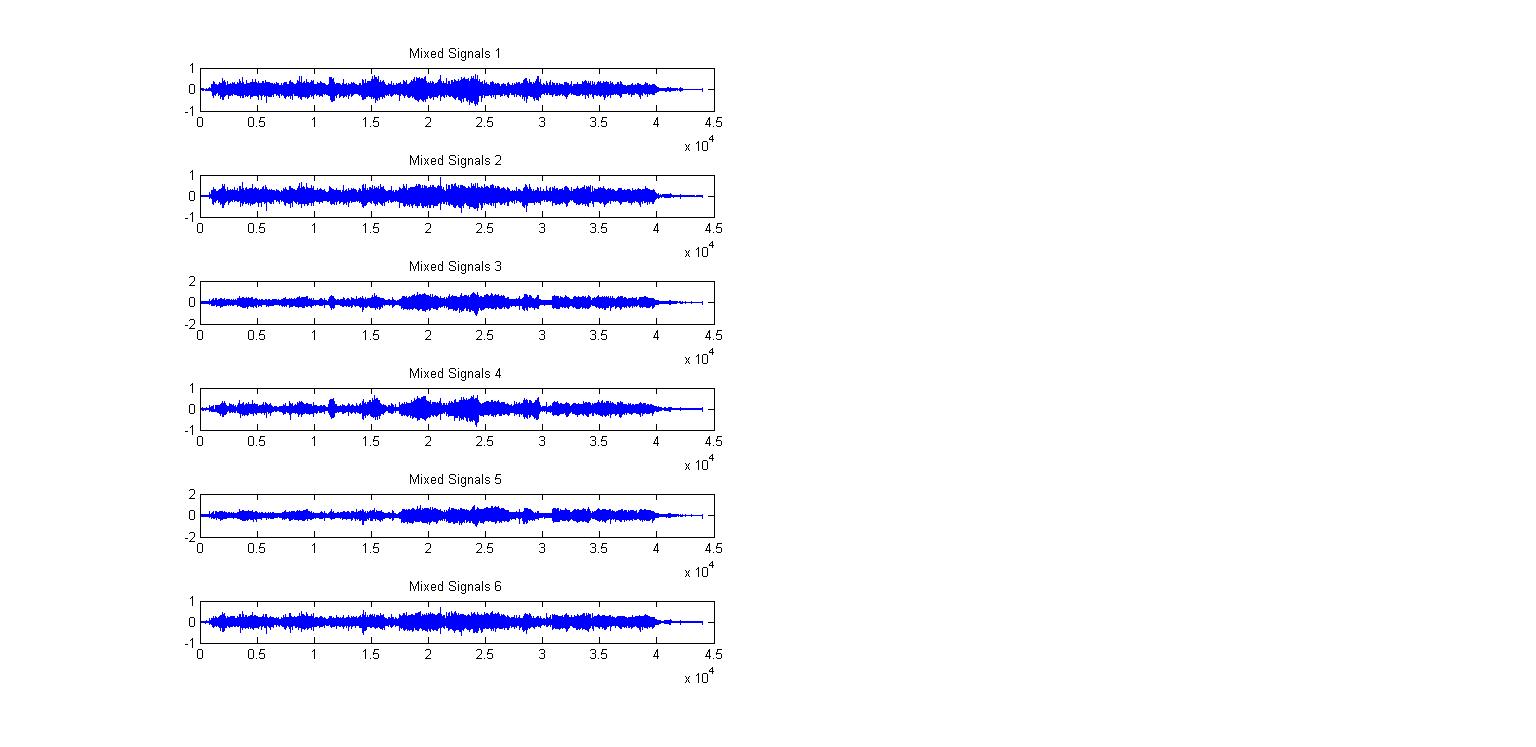 Mixed Signals 1
1
0
-1
0 0.5 1 1.5 2 2.5 3 3.5 4 4.5
x 10^4
Mixed Signals 2
1
0
-1
0 0.5 1 1.5 2 2.5 3 3.5 4 4.5
x 10^4
Mixed Signals 3
2
0
-2
0 0.5 1 1.5 2 2.5 3 3.5 4 4.5
x 10^4
Mixed Signals 4
1
0
-1
0 0.5 1 1.5 2 2.5 3 3.5 4 4.5
x 10^4
Mixed Signals 5
2
0
-2
0 0.5 1 1.5 2 2.5 3 3.5 4 4.5
x 10^4
Mixed Signals 6
1
0
-1
0 0.5 1 1.5 2 2.5 3 3.5 4 4.5
x 10^4